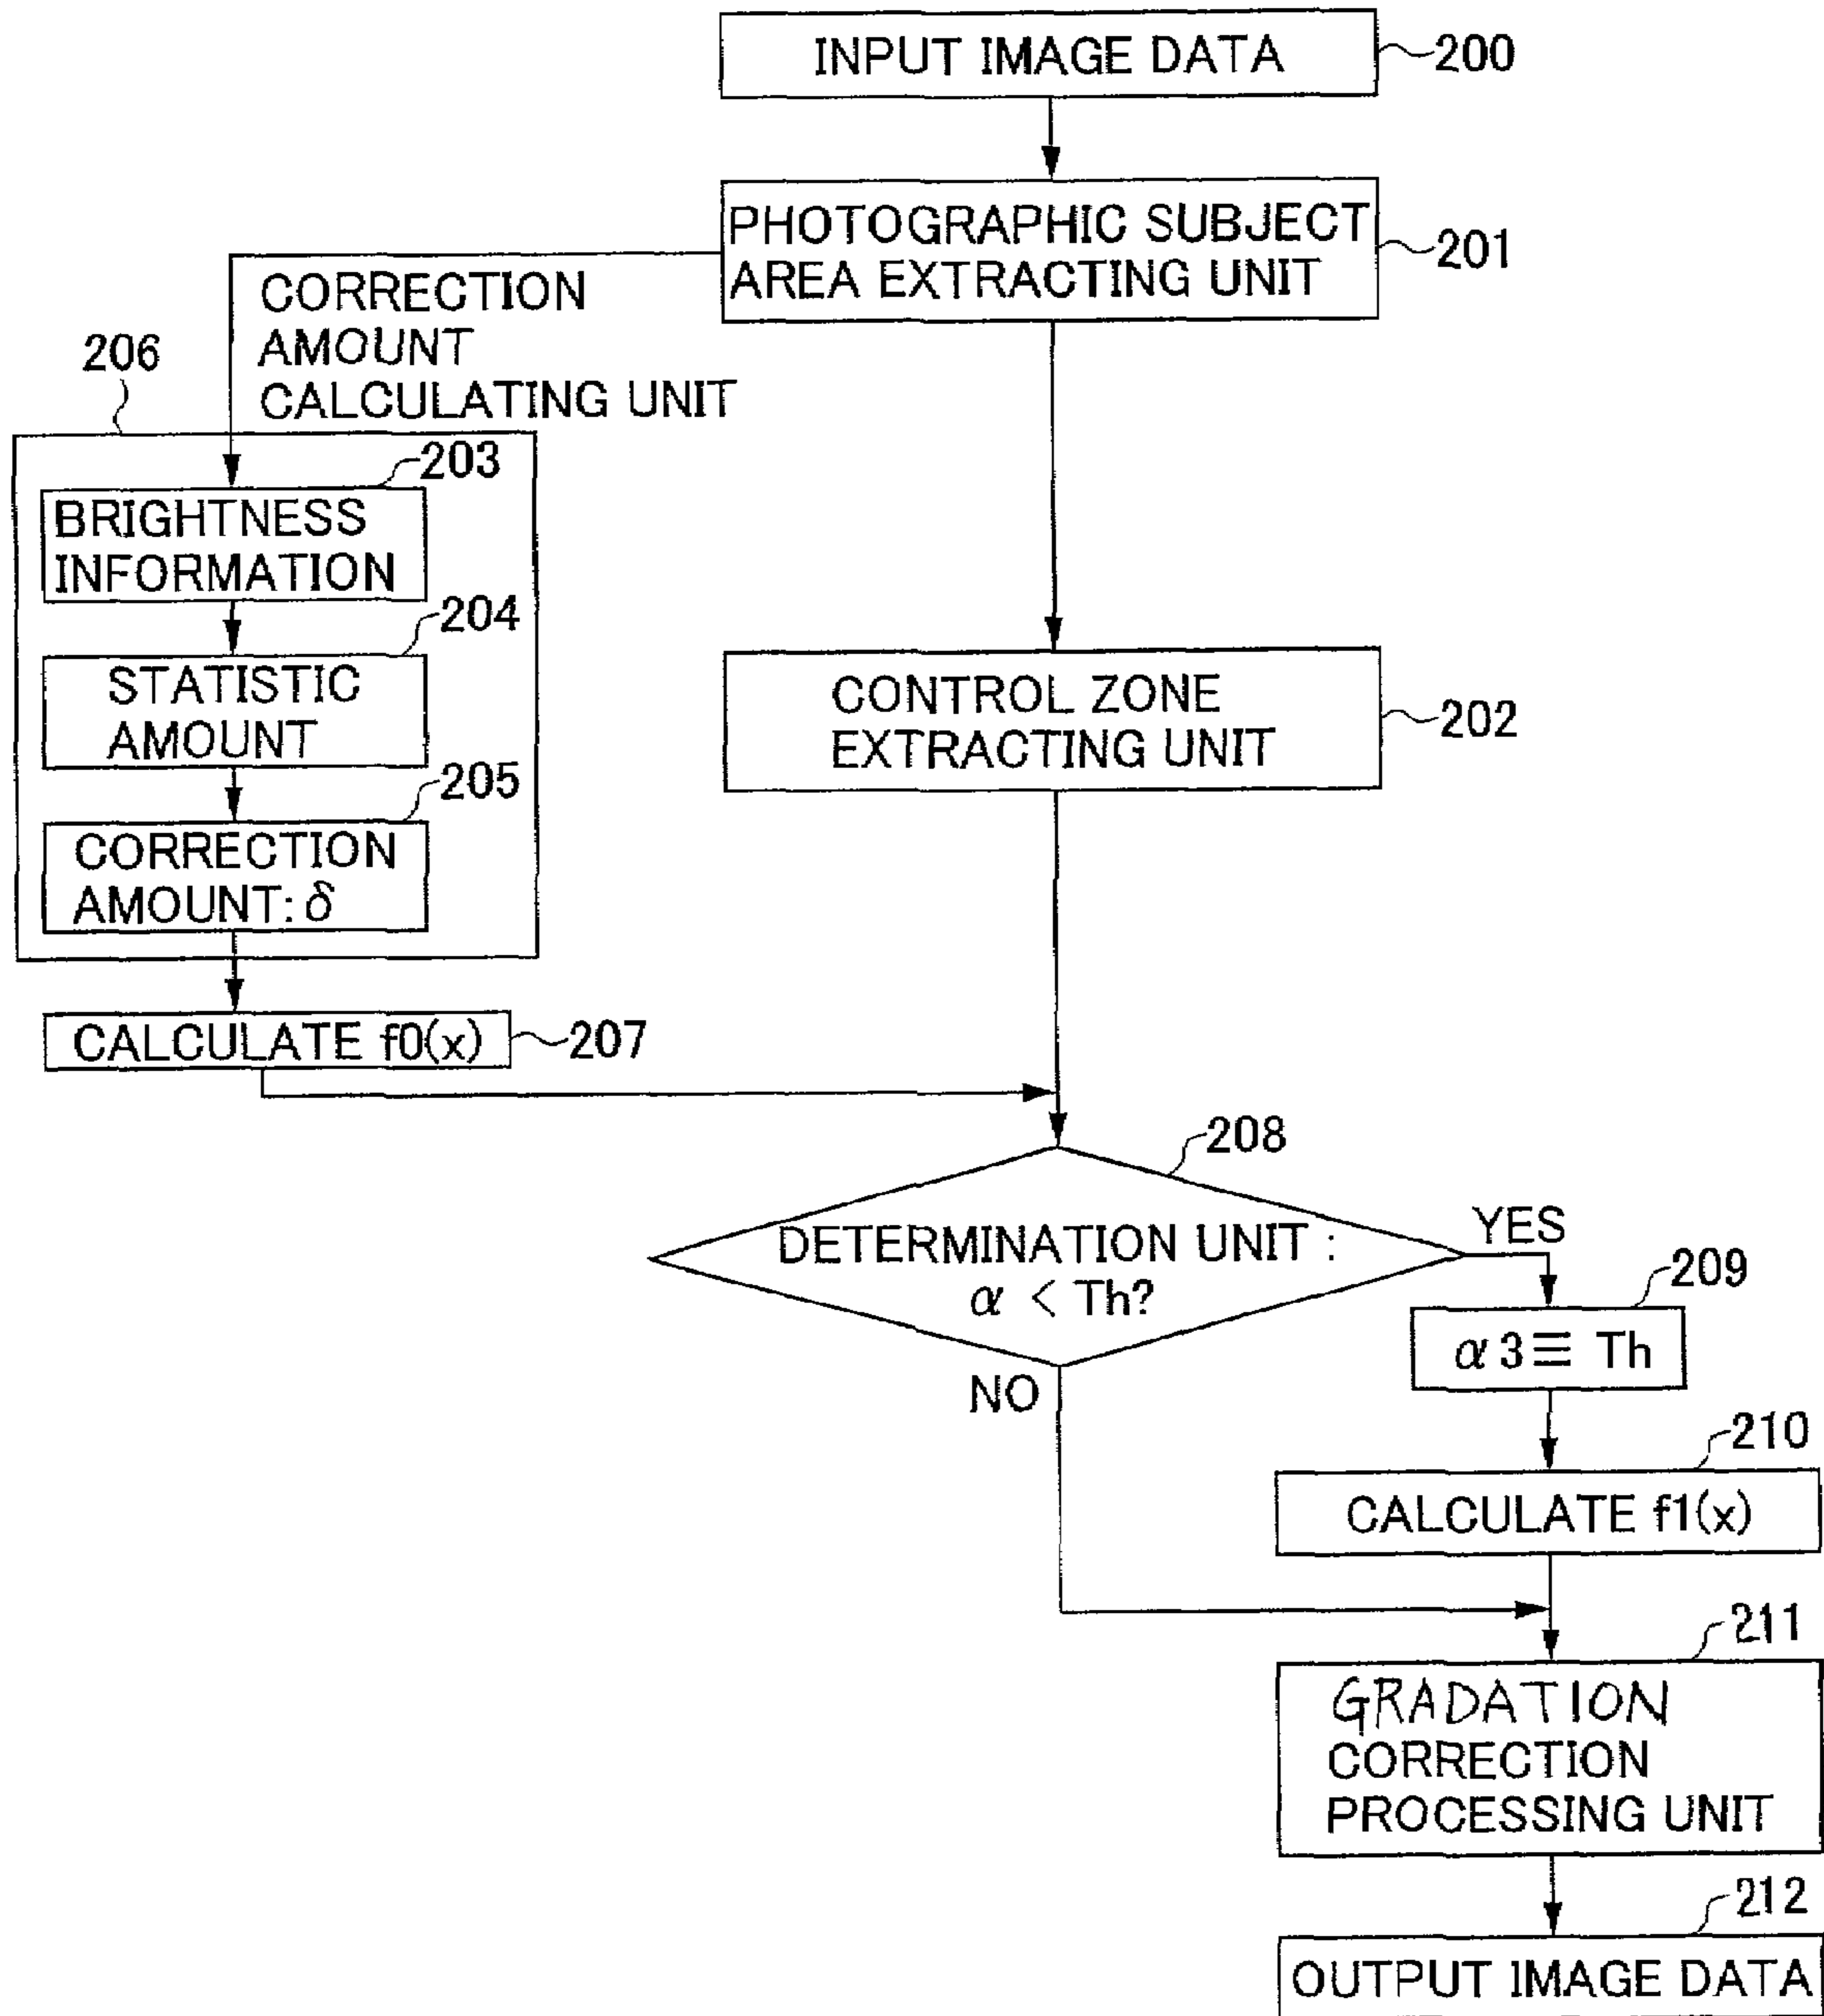 INPUT IMAGE DATA
200
PHOTOGRAPHIC SUBJECT
AREA EXTRACTING UNIT
201
CORRECTION
AMOUNT
CALCULATING UNIT
206
203
BRIGHTNESS
INFORMATION
204
STATISTIC
AMOUNT
205
CORRECTION
AMOUNT: δ
CONTROL ZONE
EXTRACTING UNIT
202
CALCULATE f0(x)
207
208
DETERMINATION UNIT :
α < Th?
YES
NO
209
α3≡ Th
210
CALCULATE f1(x)
211
GRADATION
CORRECTION
PROCESSING UNIT
212
OUTPUT IMAGE DATA